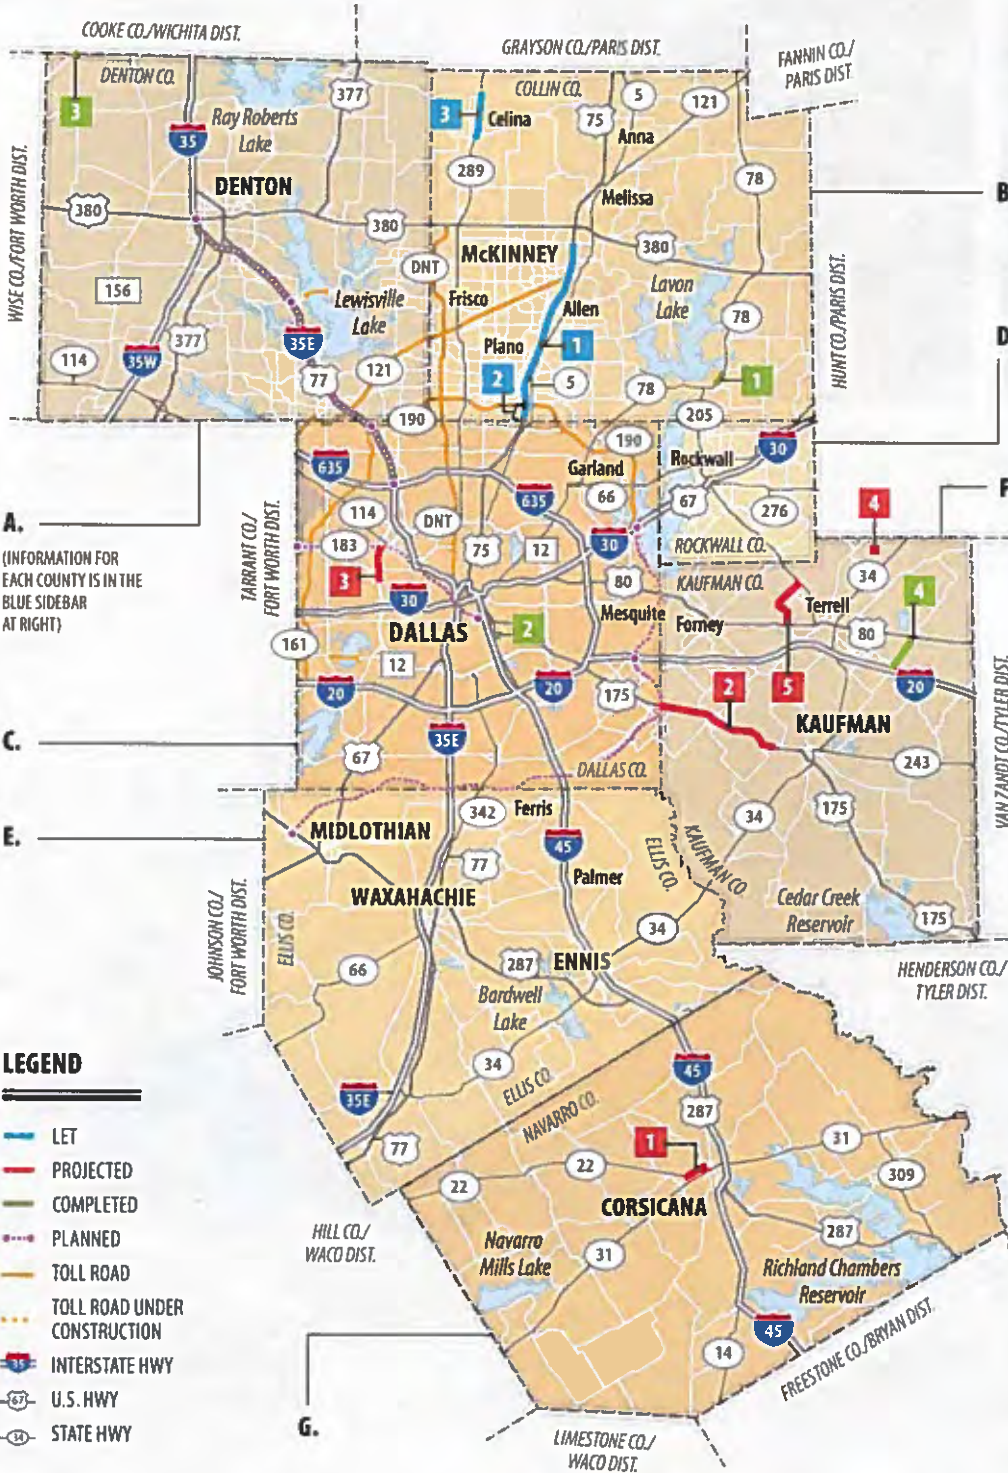 COOKE CO./WICHITA DIST.
GRAYSON CO./PARIS DIST.
FANNIN CO./
PARIS DIST.
DENTON CO.
COLLIN CO.
3
377
3
Celina
5
121
75
Anna
35
Ray Roberts
Lake
289
78
DENTON
Melissa
B
WISE CO./FORT WORTH DIST.
380
380
380
McKINNEY
DNT
HUNT CO./PARIS DIST.
156
Lewisville
Lake
Frisco
Allen
Lavon
Lake
78
377
35E
Plano
1
D
114
35W
77
121
2
5
78
1
190
205
190
30
635
Garland
Rockwall
A.
635
66
67
F
4
(INFORMATION FOR
EACH COUNTY IS IN THE
BLUE SIDEBAR
AT RIGHT)
TARRANT CO./
FORT WORTH DIST.
114
DNT
276
183
75
12
30
ROCKWALL CO.
3
80
KAUFMAN CO.
34
4
30
Mesquite
Forney
Terrell
DALLAS
2
80
161
12
20
20
175
2
5
20
KAUFMAN
VAN ZANDT CO./TYLER DIST.
C.
35E
67
DALLAS CO.
243
342
Ferris
34
175
E.
MIDLOTHIAN
45
77
ELLIS CO.
KAUFMAN CO
Palmer
WAXAHACHIE
Cedar Creek
Reservoir
175
JOHNSON CO./
FORT WORTH DIST.
ELLIS CO.
34
66
287
ENNIS
HENDERSON CO./
TYLER DIST.
Bardwell
Lake
LEGEND
34
45
35E
ELLIS CO.
NAVARRO CO.
287
LET
77
1
31
PROJECTED
22
22
309
COMPLETED
CORSICANA
PLANNED
HILL CO./
WACO DIST.
Navarro
Mills Lake
31
287
TOLL ROAD
Richland Chambers
Reservoir
TOLL ROAD UNDER
CONSTRUCTION
45
35
INTERSTATE HWY
14
67
U.S. HWY
FREESTONE CO./BRYAN DIST.
34
STATE HWY
G.
LIMESTONE CO./
WACO DIST.